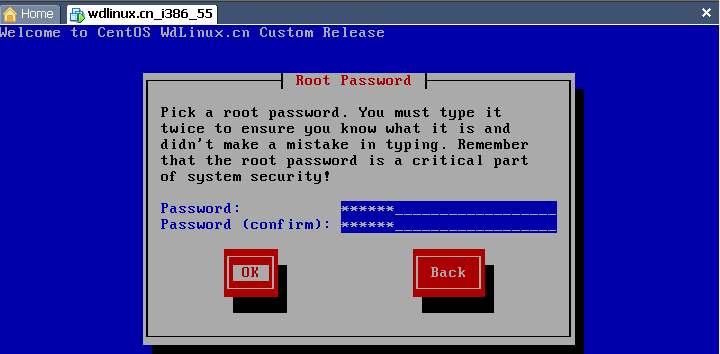 Home
wdlinux.cn_i386_55
Welcome to CentOS WdLinux.cn Custom Release
Root Password
Pick a root password. You must type it
twice to ensure you know what it is and
didn't make a mistake in typing. Remember
that the root password is a critical part
of system security!
Password: ******___________________
Password (confirm): ******___________________
OK Back